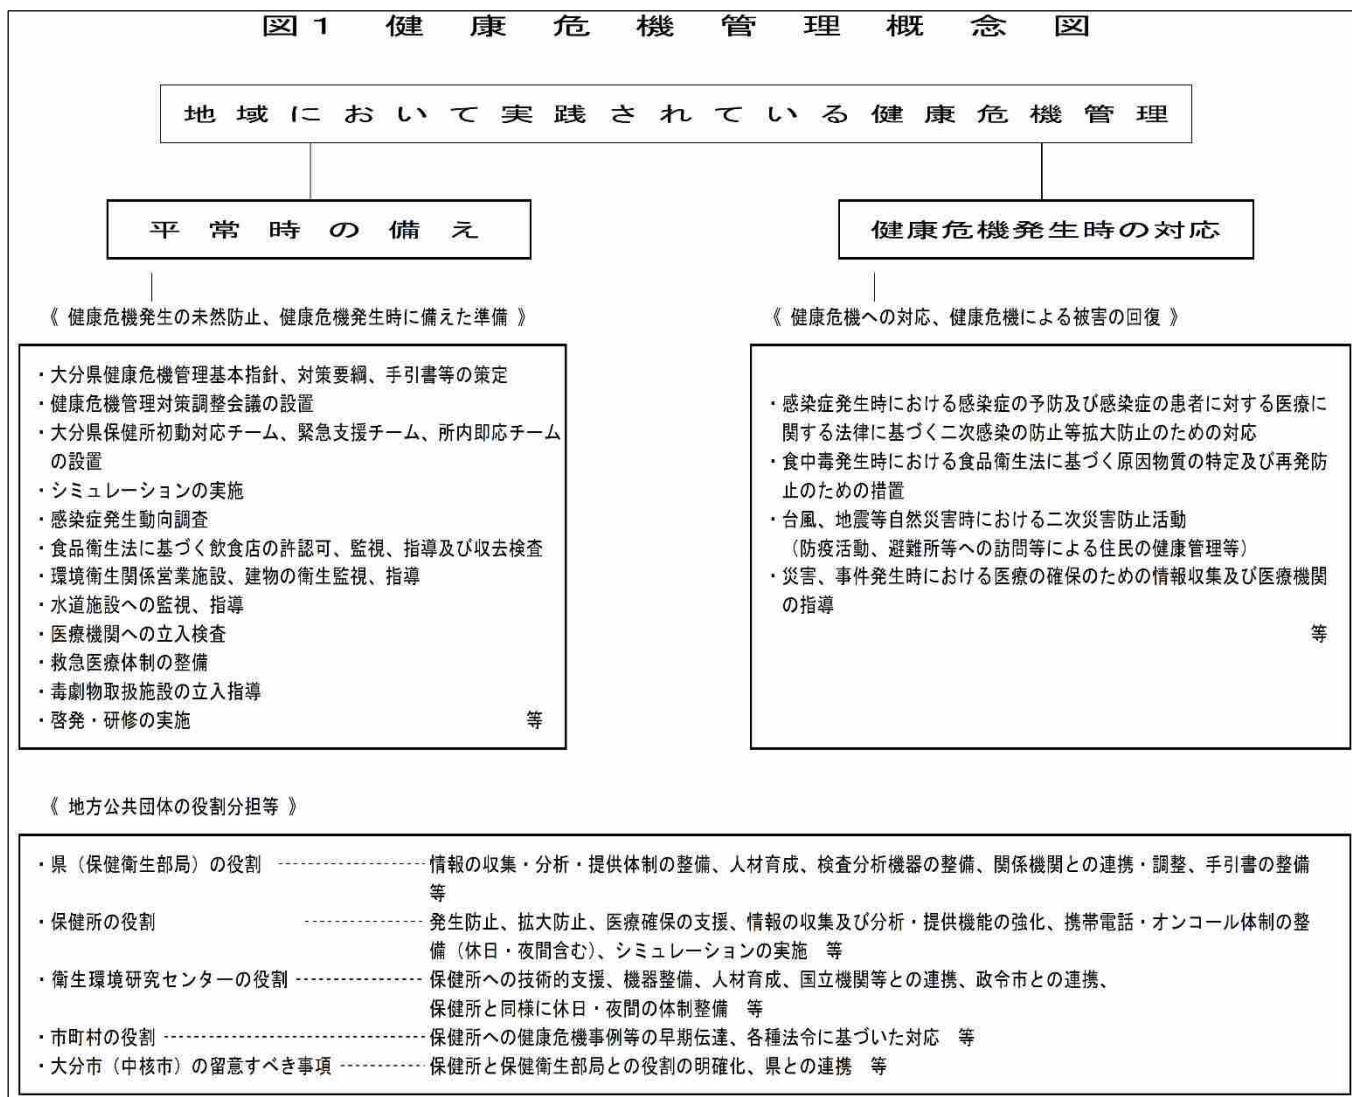 図1 健康危機管理概念図
地域において実践されている健康危機管理
平常時の備え
健康危機発生時の対応
《 健康危機発生の未然防止、健康危機発生時に備えた準備 》
・大分県健康危機管理基本指針、対策要綱、手引書等の策定
・健康危機管理対策調整会議の設置
・大分県保健所初動対応チーム、緊急支援チーム、所内即応チーム
の設置
・シミュレーションの実施
・感染症発生動向調査
・食品衛生法に基づく飲食店の許認可、監視、指導及び収去検査
・環境衛生関係営業施設、建物の衛生監視、指導
・水道施設への監視、指導
・医療機関への立入検査
・救急医療体制の整備
・毒劇物取扱施設の立入指導
・啓発・研修の実施 等
《 健康危機への対応、健康危機による被害の回復 》
・感染症発生時における感染症の予防及び感染症の患者に対する医療に
関する法律に基づく二次感染の防止等拡大防止のための対応
・食中毒発生時における食品衛生法に基づく原因物質の特定及び再発防
止のための措置
・台風、地震等自然災害時における二次災害防止活動
（防疫活動、避難所等への訪問等による住民の健康管理等）
・災害、事件発生時における医療の確保のための情報収集及び医療機関
の指導
等
《 地方公共団体の役割分担等 》
・県（保健衛生部局）の役割 ---------------- 情報の収集・分析・提供体制の整備、人材育成、検査分析機器の整備、関係機関との連携・調整、手引書の整備
等
・保健所の役割 ------------- 発生防止、拡大防止、医療確保の支援、情報の収集及び分析・提供機能の強化、携帯電話・オンコール体制の整
備（休日・夜間含む）、シミュレーションの実施 等
・衛生環境研究センターの役割 -------------- 保健所への技術的支援、機器整備、人材育成、国立機関等との連携、政令市との連携、
保健所と同様に休日・夜間の体制整備 等
・市町村の役割 ----------------------------- 保健所への健康危機事例等の早期伝達、各種法令に基づいた対応 等
・大分市（中核市）の留意すべき事項 ---------- 保健所と保健衛生部局との役割の明確化、県との連携 等